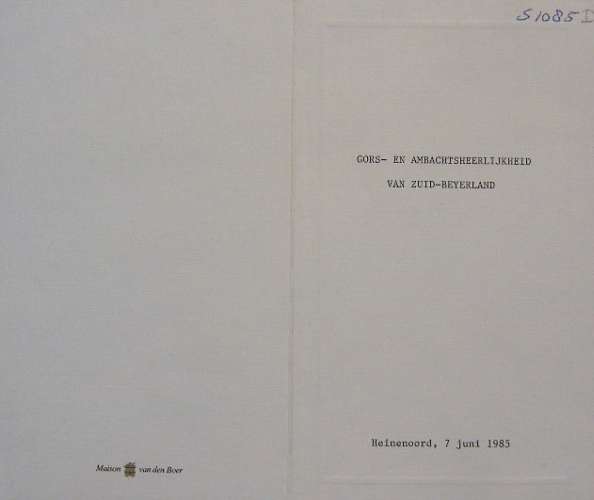 S1085D
GORS- EN AMBACHTSHEERLIJKHEID
VAN ZUID-BEYERLAND
Heinenoord, 7 juni 1985
Maison van den Boer